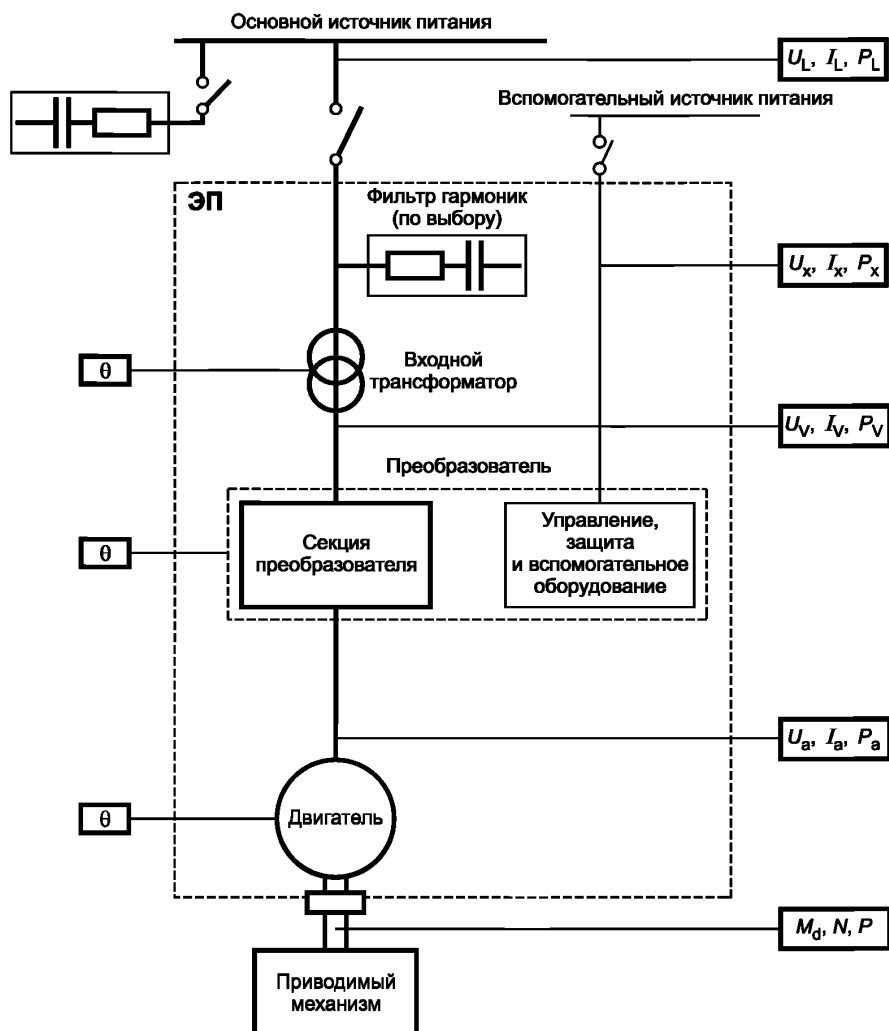 Основной источник питания
U_L, I_L, P_L
Вспомогательный источник питания
ЭП
Фильтр гармоник
(по выбору)
U_x, I_x, P_x
θ
Входной
трансформатор
U_V, I_V, P_V
Преобразователь
θ
Секция
преобразователя
Управление,
защита
и вспомогательное
оборудование
U_a, I_a, P_a
θ
Двигатель
M_d, N, P
Приводимый
механизм